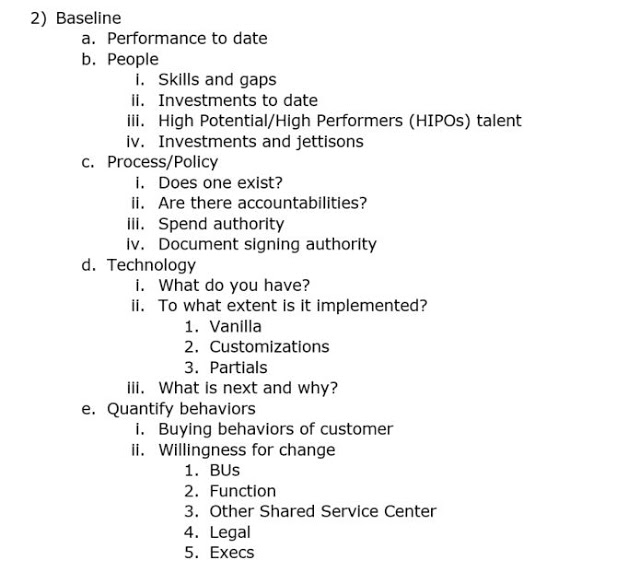 2) Baseline
a. Performance to date
b. People
i. Skills and gaps
ii. Investments to date
iii. High Potential/High Performers (HIPOs) talent
iv. Investments and jettisons
c. Process/Policy
i. Does one exist?
ii. Are there accountabilities?
iii. Spend authority
iv. Document signing authority
d. Technology
i. What do you have?
ii. To what extent is it implemented?
1. Vanilla
2. Customizations
3. Partials
iii. What is next and why?
e. Quantify behaviors
i. Buying behaviors of customer
ii. Willingness for change
1. BUs
2. Function
3. Other Shared Service Center
4. Legal
5. Execs